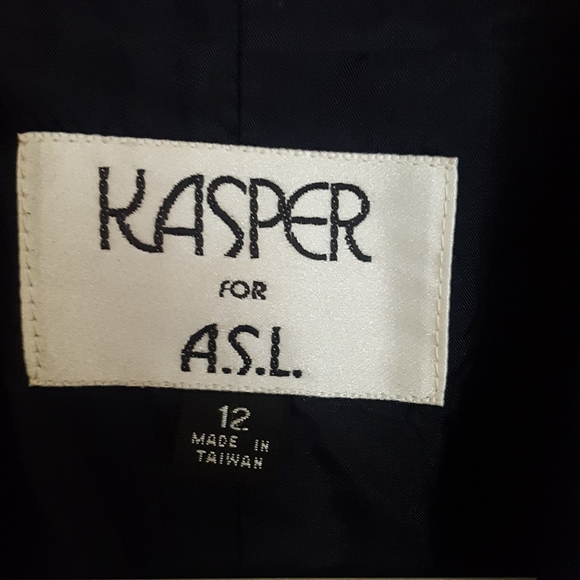 KASPER
FOR
A.S.L.
12
MADE IN
TAIWAN